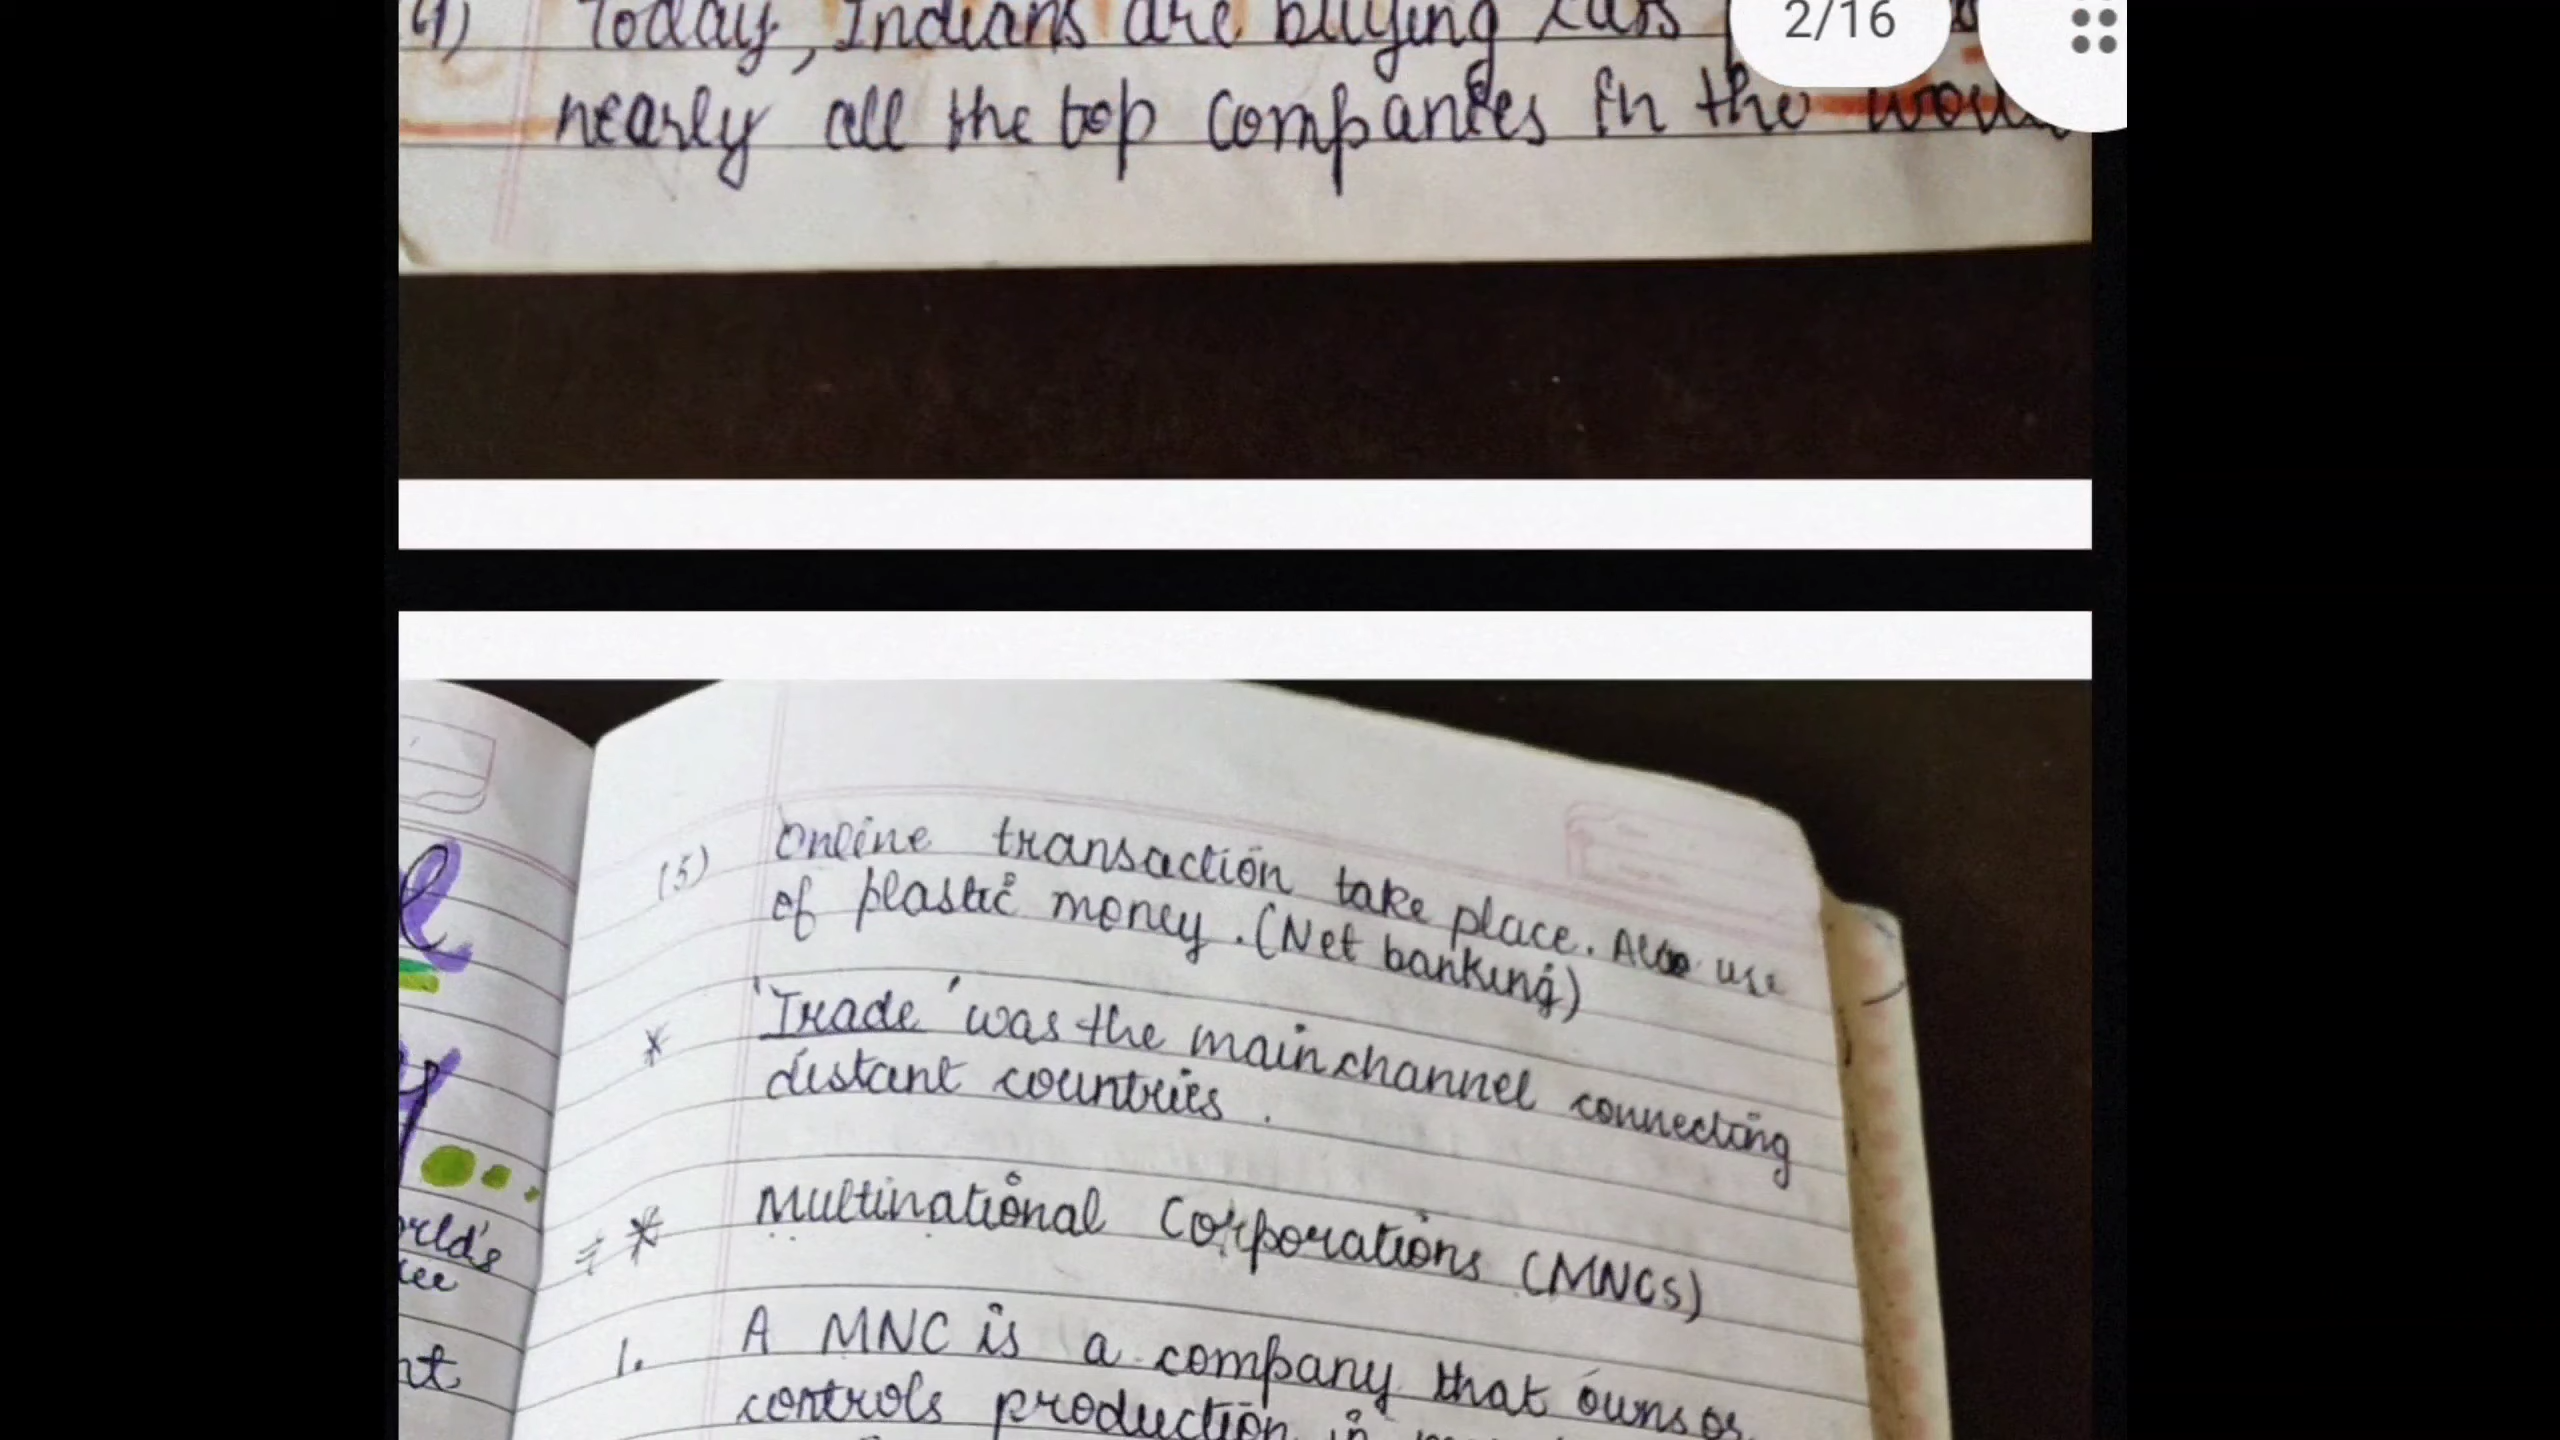 (4) Today, Indians are buying cars
2/16
nearly all the top companies in the
(5) online transaction take place. Also use
of plastic money. (Net banking)
* 'Trade' was the main channel connecting
distant countries.
* Multinational Corporations (MNCs)
1. A MNC is a company that owns or
controls production in